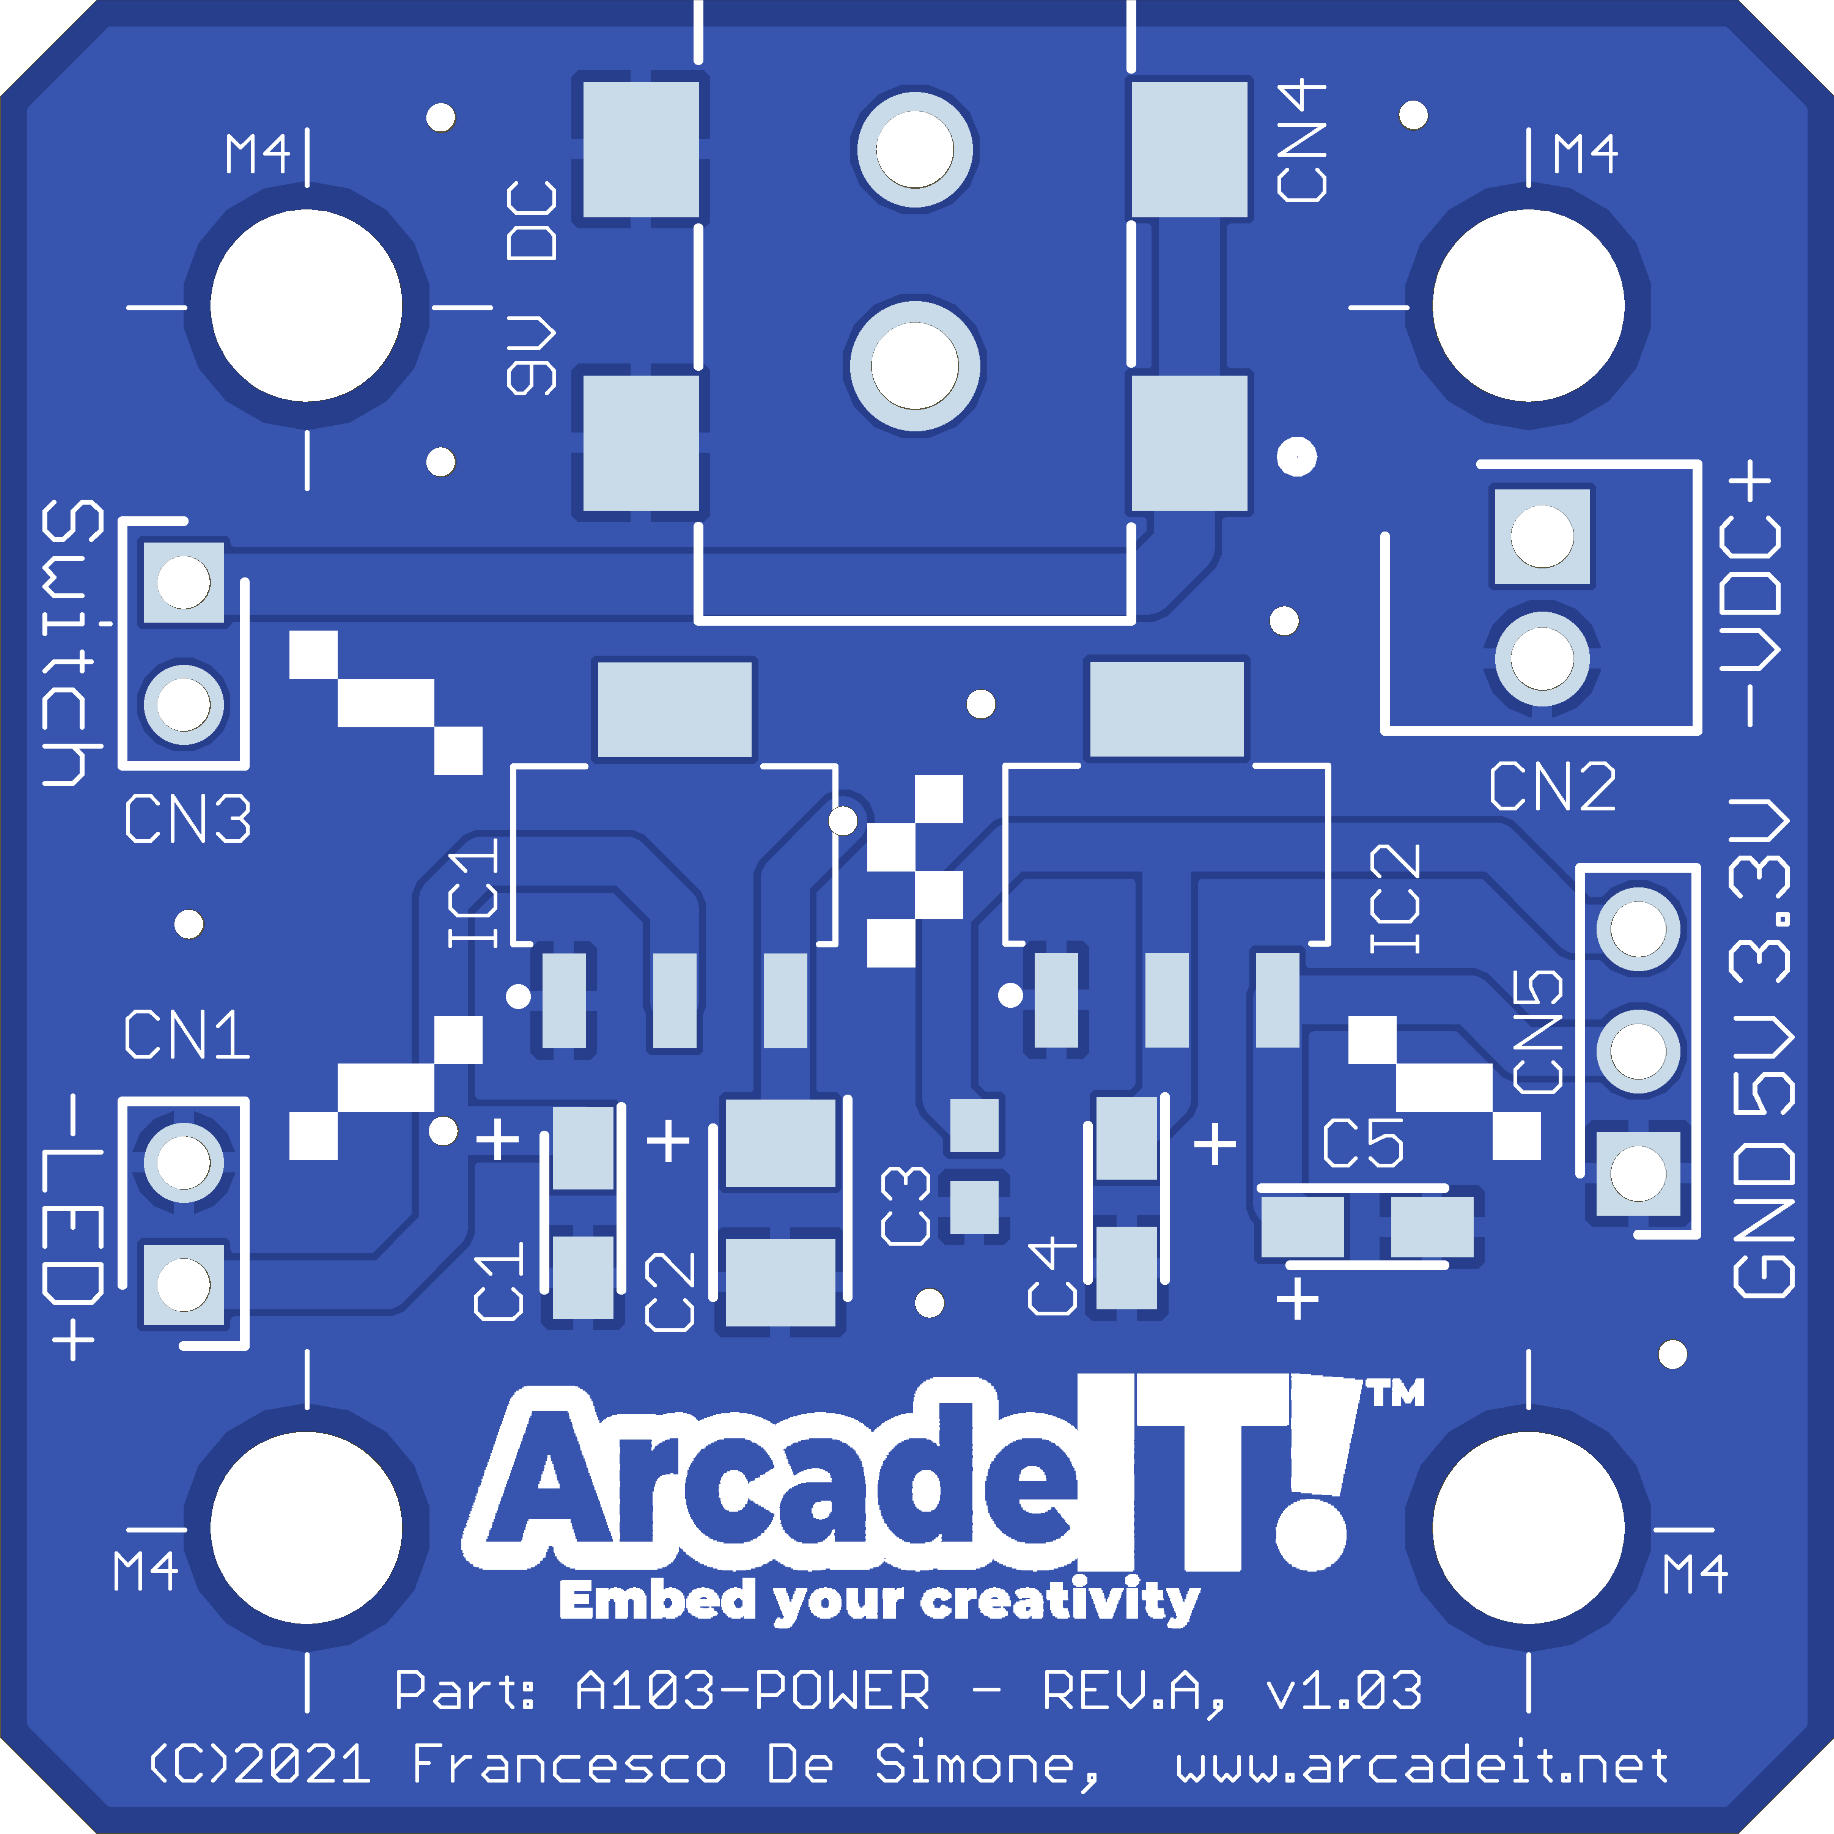 M4
9V DC
CN4
M4
Switch
CN3
-VDC+
CN2
IC1
IC2
CN1
-LED+
C1
+
C2
+
C3
C4
+
C5
+
CN5
GND 5V 3.3V
ArcadeIT!™
Embed your creativity
M4
M4
Part: A103-POWER - REV.A, v1.03
(C)2021 Francesco De Simone, www.arcadeit.net